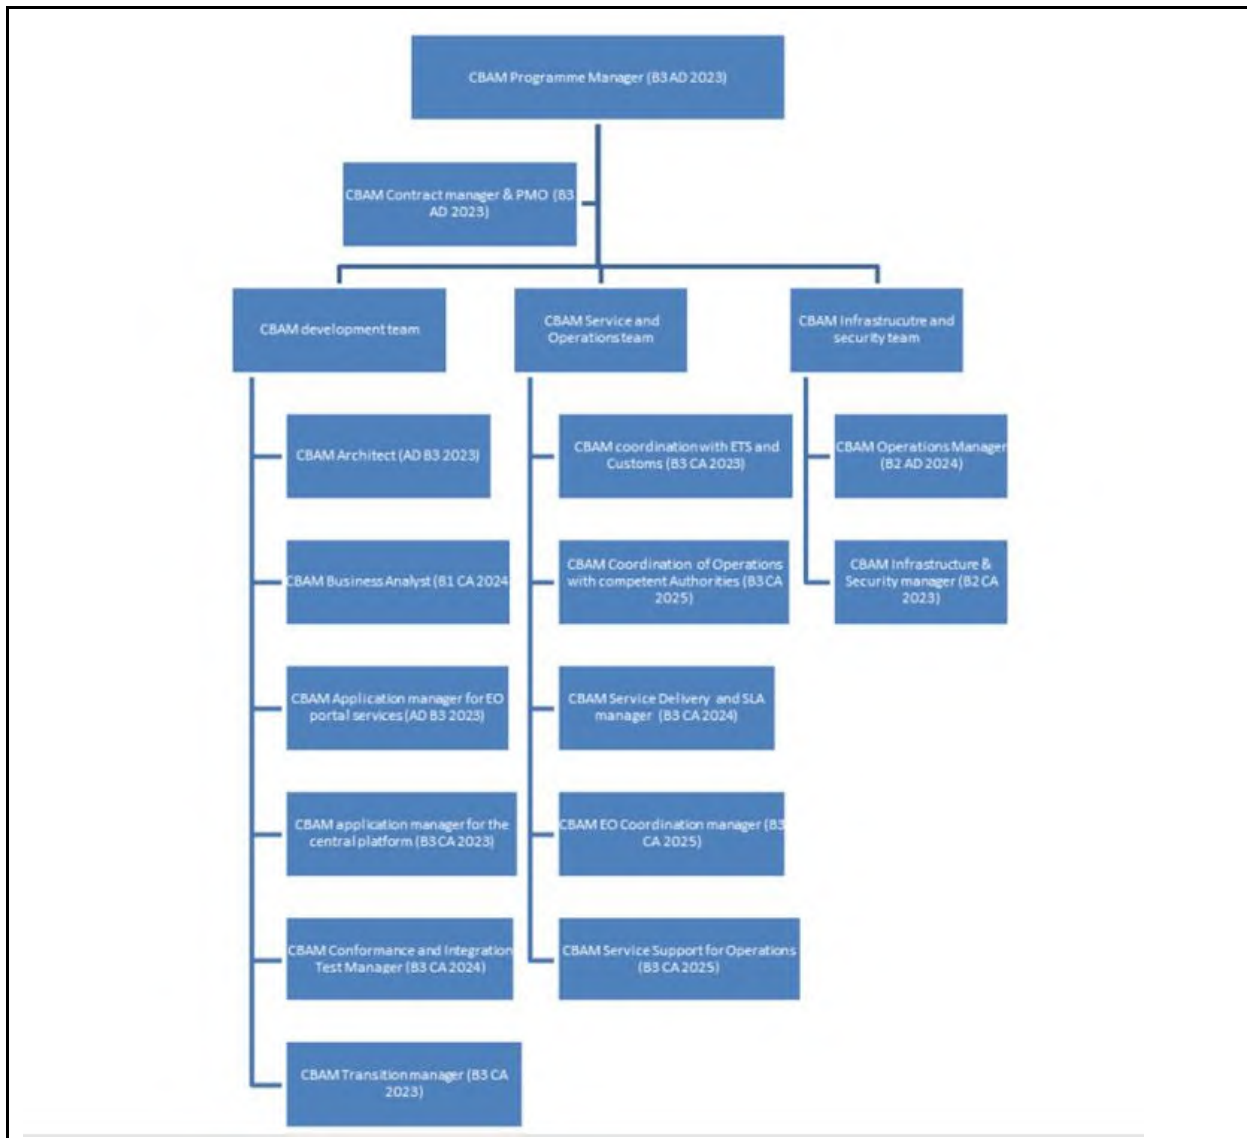 CBAM Programme Manager (B3 AD 2023)
CBAM Contract manager & PMO (B3
AD 2023)
CBAM development team
CBAM Service and
Operations team
CBAM Infrastrucutre and
security team
CBAM Architect (AD B3 2023)
CBAM Business Analyst (B1 CA 2024
CBAM Application manager for EO
portal services (AD B3 2023)
CBAM application manager for the
central platform (B3 CA 2023)
CBAM Conformance and Integration
Test Manager (B3 CA 2024)
CBAM Transition manager (B3 CA
2023)
CBAM coordination with ETS and
Customs (B3 CA 2023)
CBAM Coordination of Operations
with competent Authorities (B3 CA
2025)
CBAM Service Delivery and SLA
manager (B3 CA 2024)
CBAM EO Coordination manager (B3
CA 2025)
CBAM Service Support for Operations
(B3 CA 2025)
CBAM Operations Manager
(B2 AD 2024)
CBAM Infrastructure &
Security manager (B2 CA
2023)